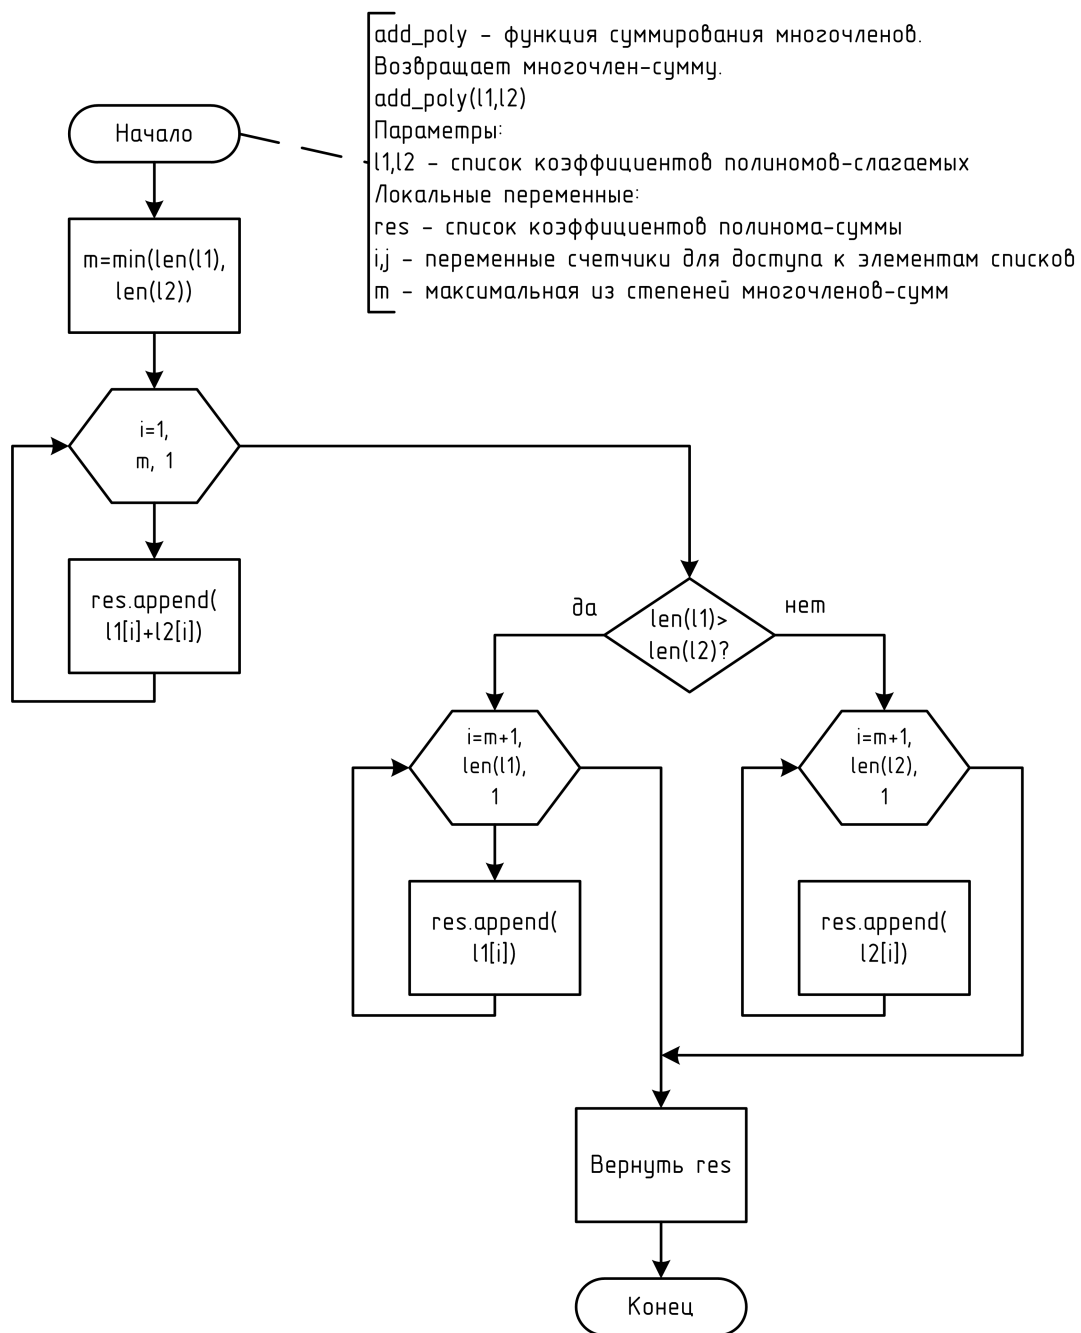 add_poly - функция суммирования многочленов.
Возвращает многочлен-сумму.
add_poly(l1,l2)
Параметры:
l1,l2 - список коэффициентов полиномов-слагаемых
Локальные переменные:
res - список коэффициентов полинома-суммы
i,j - переменные счетчики для доступа к элементам списков
m - максимальная из степеней многочленов-сумм
Начало
m=min(len(l1),
len(l2))
i=1,
m, 1
res.append(
l1[i]+l2[i])
len(l1)>
len(l2)?
да
нет
i=m+1,
len(l1),
1
res.append(
l1[i])
i=m+1,
len(l2),
1
res.append(
l2[i])
Вернуть res
Конец